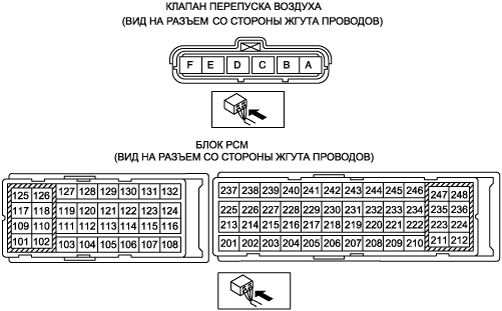 КЛАПАН ПЕРЕПУСКА ВОЗДУХА
(ВИД НА РАЗЪЕМ СО СТОРОНЫ ЖГУТА ПРОВОДОВ)
F E D C B A
БЛОК PCM
(ВИД НА РАЗЪЕМ СО СТОРОНЫ ЖГУТА ПРОВОДОВ)
125 126 127 128 129 130 131 132
117 118 119 120 121 122 123 124
109 110 111 112 113 114 115 116
101 102 103 104 105 106 107 108
237 238 239 240 241 242 243 244 245 246 247 248
225 226 227 228 229 230 231 232 233 234 235 236
213 214 215 216 217 218 219 220 221 222 223 224
201 202 203 204 205 206 207 208 209 210 211 212